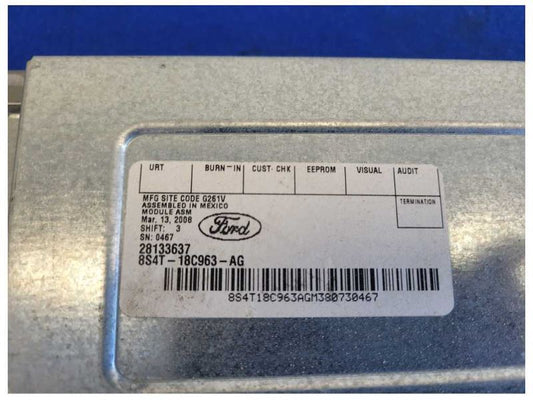 URT BURN-IN CUST. CHK EEPROM VISUAL AUDIT
MFG SITE CODE G261V
ASSEMBLED IN MEXICO
MODULE ASM
Mar. 13, 2008
SHIFT: 3
SN: 0467
Ford
TERMINATION
28133637
8S4T-18C963-AG
8S4T18C963AGM380730467